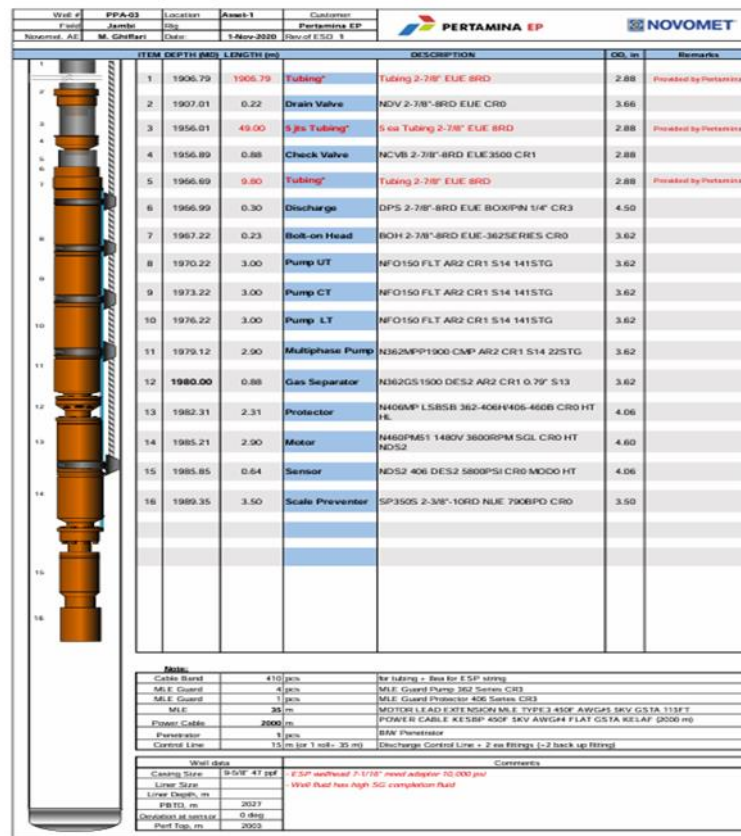 Well # PPA-03 Location Asset-1 Customer
Field Jambi Rig Pertamina EP
Novomet. AE M. Ghiffari Date: 1-Nov-2020 Rev of ESD 1
PERTAMINA EP
NOVOMET
ITEM DEPTH (MD) LENGTH (m) DESCRIPTION OD, in Remarks
1 1906.79 1906.79 Tubing* Tubing 2-7/8" EUE 8RD 2.88 Provided by Pertamina
2 1907.01 0.22 Drain Valve NDV 2-7/8"-8RD EUE CR0 3.66
3 1956.01 49.00 5 jts Tubing* 5 ea Tubing 2-7/8" EUE 8RD 2.88 Provided by Pertamina
4 1956.89 0.88 Check Valve NCVB 2-7/8"-8RD EUE3500 CR1 2.88
5 1966.69 9.80 Tubing* Tubing 2-7/8" EUE 8RD 2.88 Provided by Pertamina
6 1966.99 0.30 Discharge DPS 2-7/8"-8RD EUE BOX/PIN 1/4" CR3 4.50
7 1967.22 0.23 Bolt-on Head BOH 2-7/8"-8RD EUE-362SERIES CR0 3.62
8 1970.22 3.00 Pump UT NFO150 FLT AR2 CR1 S14 141STG 3.62
9 1973.22 3.00 Pump CT NFO150 FLT AR2 CR1 S14 141STG 3.62
10 1976.22 3.00 Pump LT NFO150 FLT AR2 CR1 S14 141STG 3.62
11 1979.12 2.90 Multiphase Pump N362MPP1900 CMP AR2 CR1 S14 22STG 3.62
12 1980.00 0.88 Gas Separator N362GS1500 DES2 AR2 CR1 0.79" S13 3.62
13 1982.31 2.31 Protector N406MP LSBSB 362-406H/406-460B CR0 HT HL 4.06
14 1985.21 2.90 Motor N460PM51 1480V 3600RPM SGL CR0 HT NDS2 4.60
15 1985.85 0.64 Sensor NDS2 406 DES2 5800PSI CR0 MOD0 HT 4.06
16 1989.35 3.50 Scale Preventer SP350S 2-3/8"-10RD NUE 790BPD CR0 3.50
1
2
3
4
5
6
7
8
9
10
11
12
13
14
15
16
Note:
Cable Band 410 pcs for tubing + 8ea for ESP string
MLE Guard 4 pcs MLE Guard Pump 362 Series CR3
MLE Guard 1 pcs MLE Guard Protector 406 Series CR3
MLE 35 m MOTOR LEAD EXTENSION MLE TYPE3 450F AWG#5 5KV GSTA 115FT
Power Cable 2000 m POWER CABLE KESBP 450F 5KV AWG#4 FLAT GSTA KELAF (2000 m)
Penetrator 1 pcs BIW Penetrator
Control Line 15 m (or 1 roll= 35 m) Discharge Control Line + 2 ea fittings (+2 back up fitting)
Well data Comments
Casing Size 9-5/8" 47 ppf - ESP wellhead 7-1/16" need adaptor 10,000 psi
Liner Size - Well fluid has high SG completion fluid
Liner Depth, m
PBTD, m 2027
Deviation at sensor 0 deg
Perf Top, m 2003